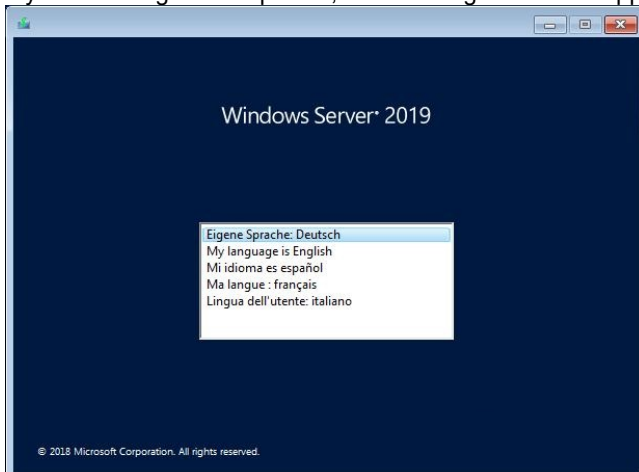 Windows Server® 2019
Eigene Sprache: Deutsch
My language is English
Mi idioma es español
Ma langue : français
Lingua dell'utente: italiano
© 2018 Microsoft Corporation. All rights reserved.